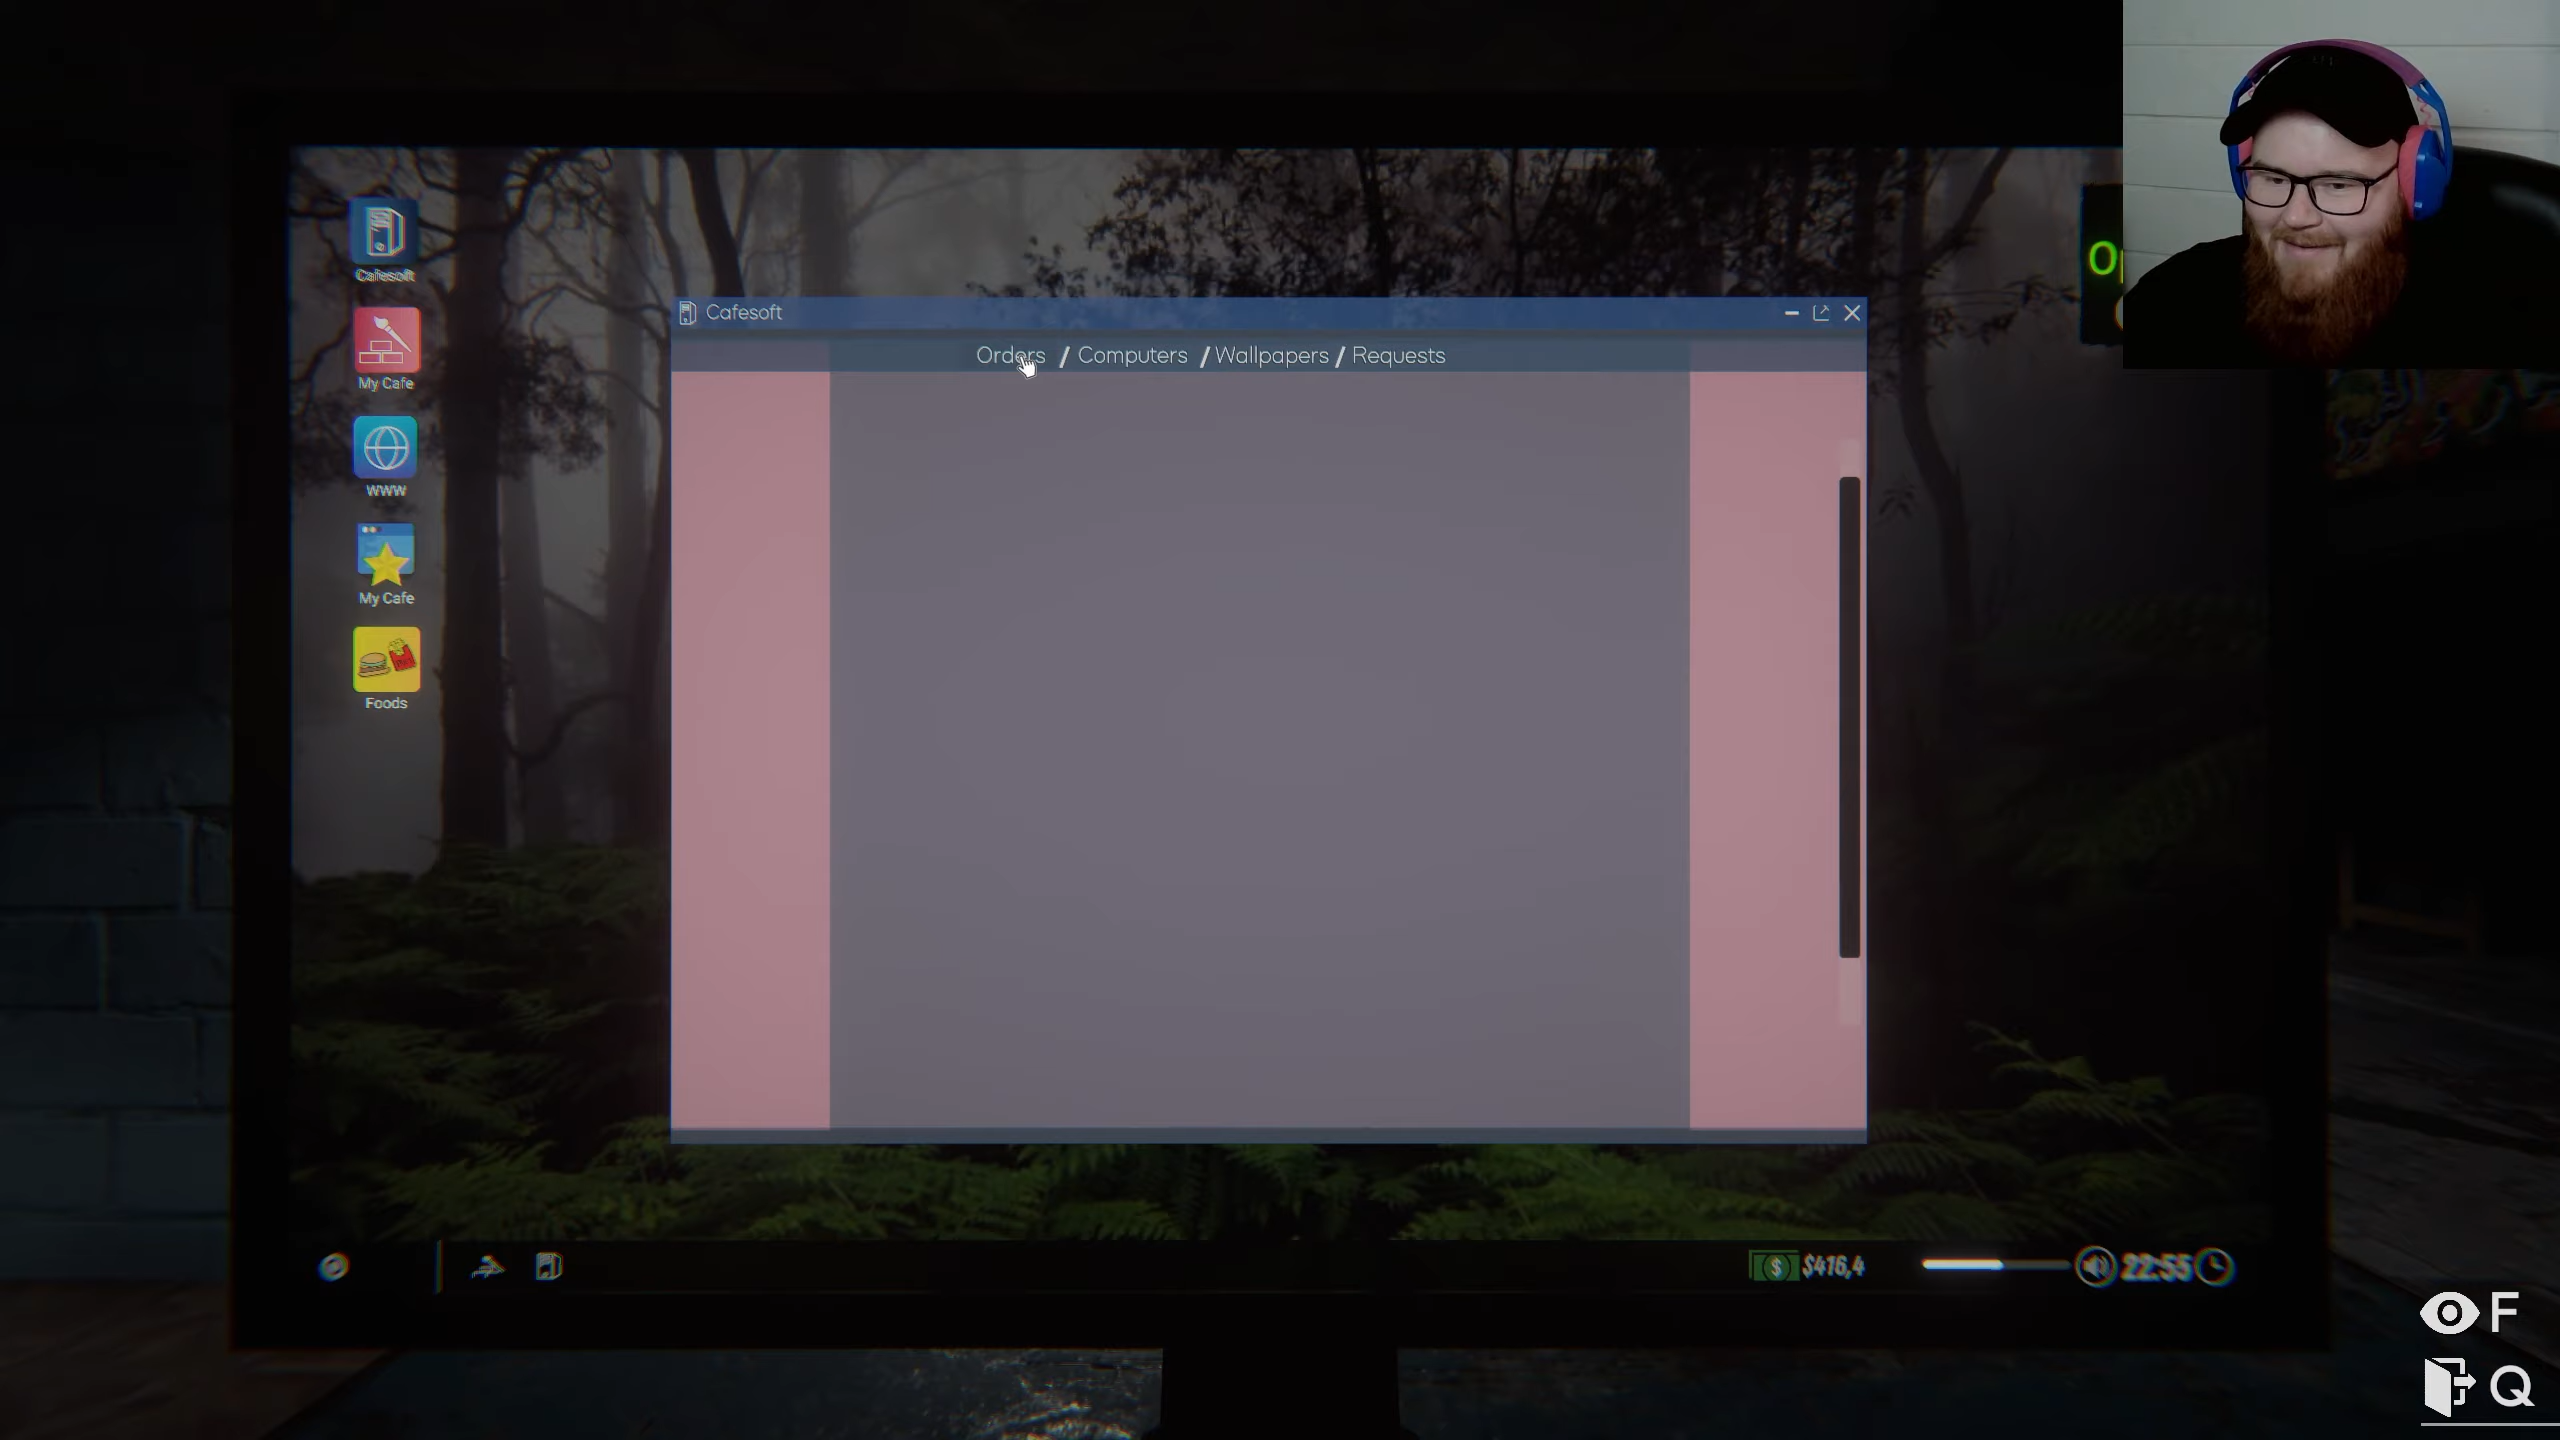 Cafesoft
My Cafe
WWW
My Cafe
Foods
Cafesoft
Orders / Computers / Wallpapers / Requests
$416,4
22:55
F
Q